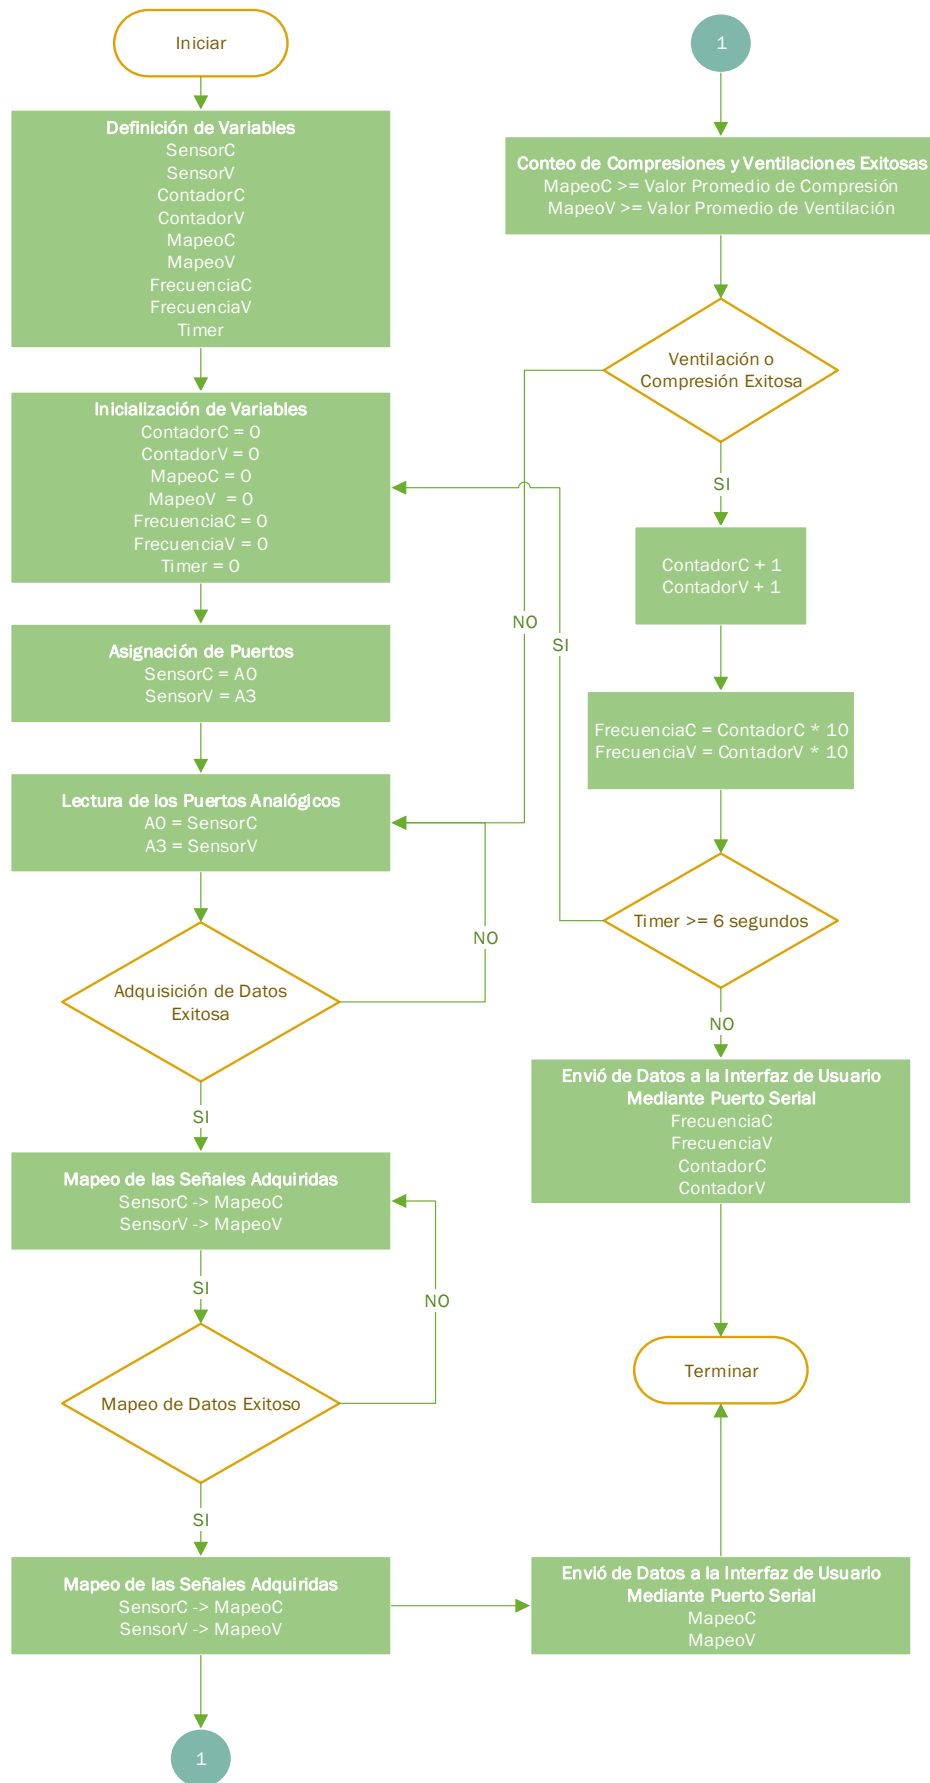 Iniciar
Definición de Variables
SensorC
SensorV
ContadorC
ContadorV
MapeoC
MapeoV
FrecuenciaC
FrecuenciaV
Timer
Inicialización de Variables
ContadorC = 0
ContadorV = 0
MapeoC = 0
MapeoV = 0
FrecuenciaC = 0
FrecuenciaV = 0
Timer = 0
Asignación de Puertos
SensorC = A0
SensorV = A3
Lectura de los Puertos Analógicos
A0 = SensorC
A3 = SensorV
NO
Adquisición de Datos
Exitosa
SI
Mapeo de las Señales Adquiridas
SensorC -> MapeoC
SensorV -> MapeoV
SI
NO
Mapeo de Datos Exitoso
SI
Mapeo de las Señales Adquiridas
SensorC -> MapeoC
SensorV -> MapeoV
1
1
Conteo de Compresiones y Ventilaciones Exitosas
MapeoC >= Valor Promedio de Compresión
MapeoV >= Valor Promedio de Ventilación
Ventilación o
Compresión Exitosa
SI
NO
SI
ContadorC + 1
ContadorV + 1
FrecuenciaC = ContadorC * 10
FrecuenciaV = ContadorV * 10
Timer >= 6 segundos
NO
Envió de Datos a la Interfaz de Usuario
Mediante Puerto Serial
FrecuenciaC
FrecuenciaV
ContadorC
ContadorV
Terminar
Envió de Datos a la Interfaz de Usuario
Mediante Puerto Serial
MapeoC
MapeoV